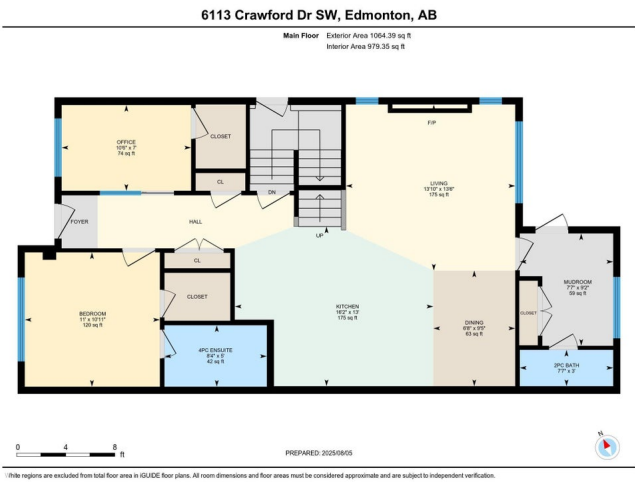 6113 Crawford Dr SW, Edmonton, AB
Main Floor Exterior Area 1064.39 sq ft
Interior Area 979.35 sq ft
OFFICE
10'6" x 7'
74 sq ft
CLOSET
CL
DN
F/P
LIVING
13'10" x 13'6"
175 sq ft
FOYER
HALL
UP
CL
MUDROOM
7'7" x 9'2"
59 sq ft
BEDROOM
11' x 10'11"
120 sq ft
CLOSET
KITCHEN
16'2" x 13'
175 sq ft
DINING
6'8" x 9'5"
63 sq ft
CLOSET
4PC ENSUITE
8'4" x 5'
42 sq ft
2PC BATH
7'7" x 3'
0 4 8
ft
PREPARED: 2025/08/05
N
White regions are excluded from total floor area in iGUIDE floor plans. All room dimensions and floor areas must be considered approximate and are subject to independent verification.